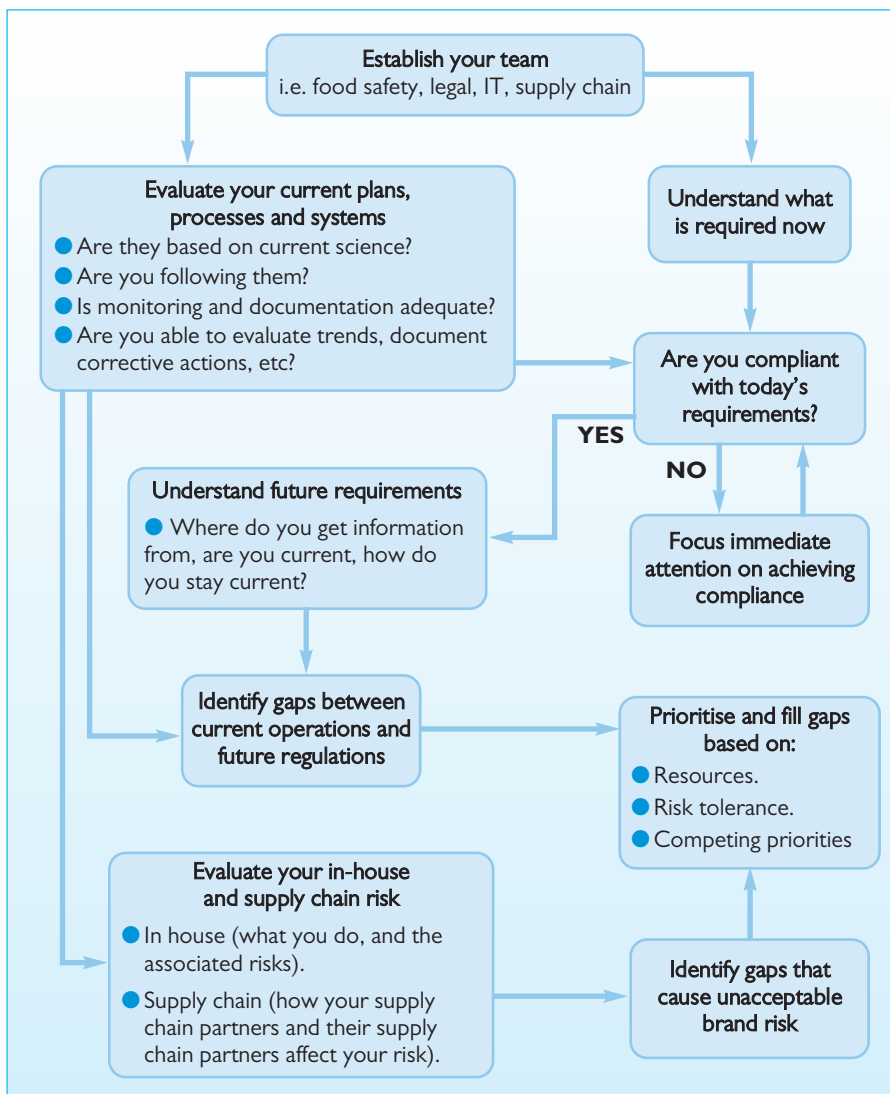 Establish your team
i.e. food safety, legal, IT, supply chain
Evaluate your current plans,
processes and systems
● Are they based on current science?
● Are you following them?
● Is monitoring and documentation adequate?
● Are you able to evaluate trends, document
corrective actions, etc?
Understand what
is required now
Are you compliant
with today's
requirements?
YES
NO
Understand future requirements
● Where do you get information
from, are you current, how do
you stay current?
Focus immediate
attention on achieving
compliance
Identify gaps between
current operations and
future regulations
Prioritise and fill gaps
based on:
● Resources.
● Risk tolerance.
● Competing priorities
Evaluate your in-house
and supply chain risk
● In house (what you do, and the
associated risks).
● Supply chain (how your supply
chain partners and their supply
chain partners affect your risk).
Identify gaps that
cause unacceptable
brand risk